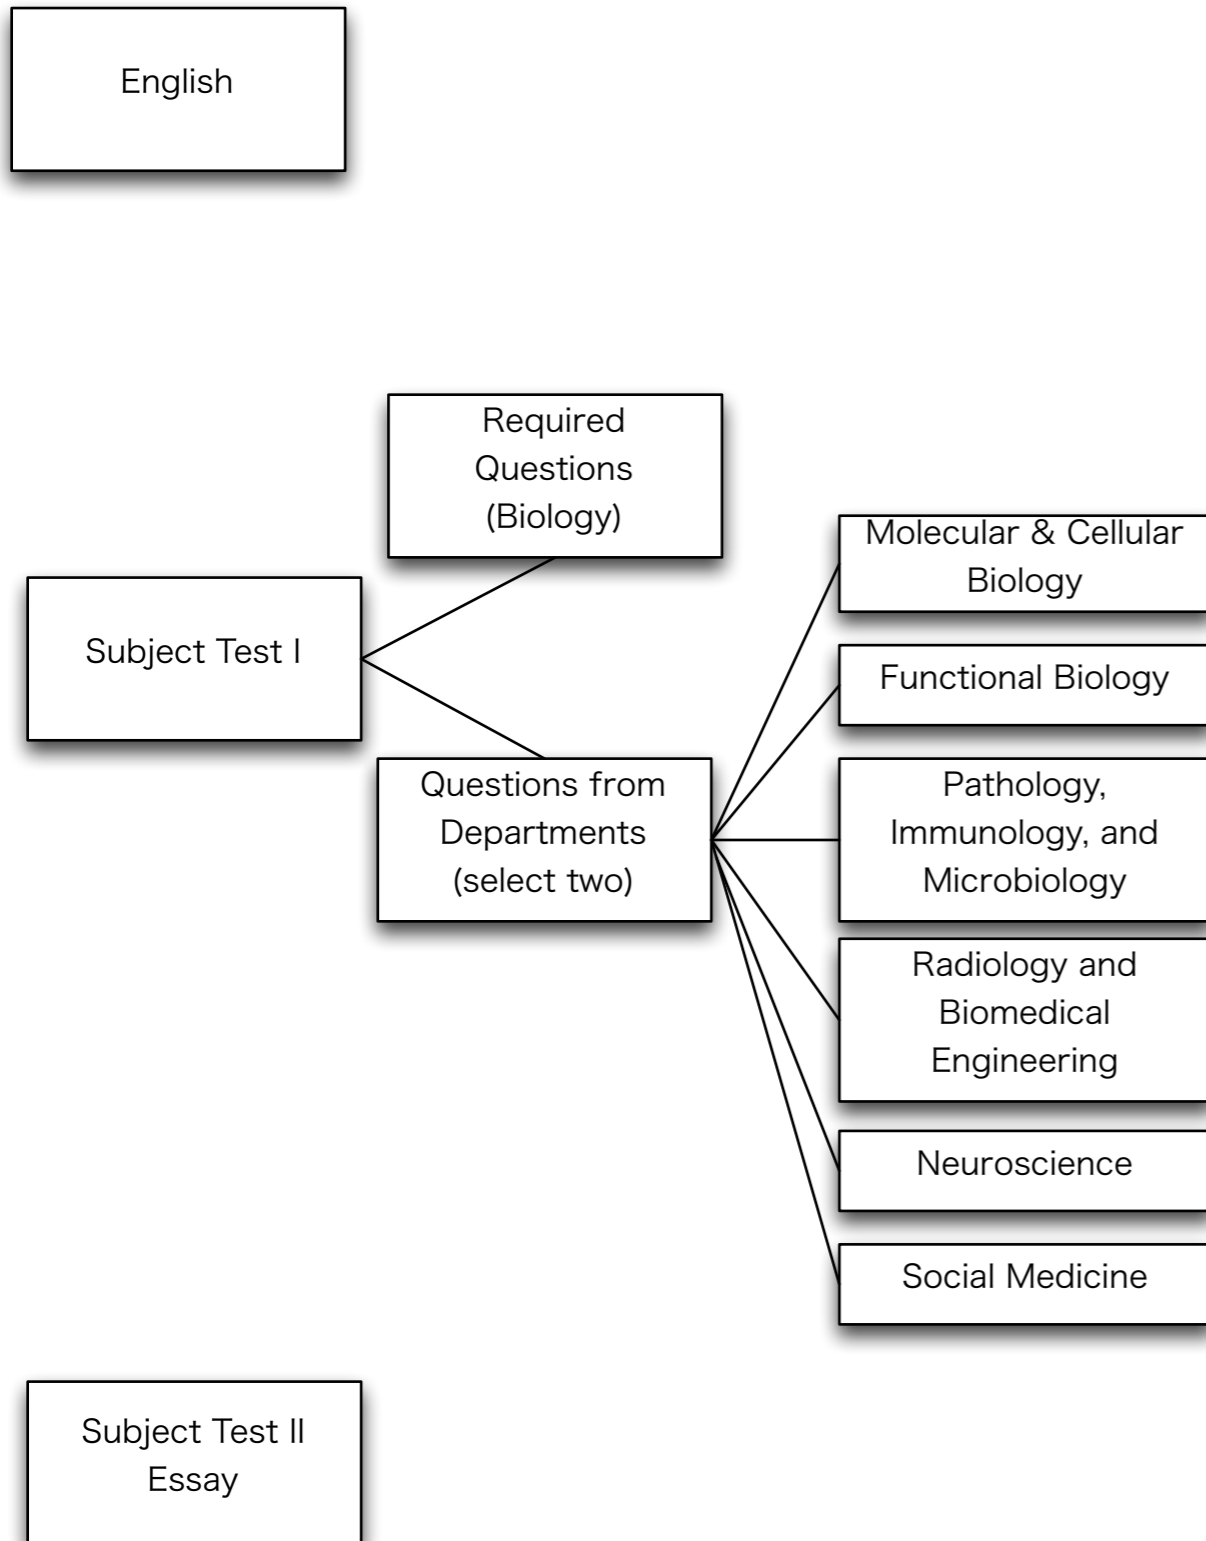 English
Required
Questions
(Biology)
Molecular & Cellular
Biology
Subject Test I
Functional Biology
Questions from
Departments
(select two)
Pathology,
Immunology, and
Microbiology
Radiology and
Biomedical
Engineering
Neuroscience
Social Medicine
Subject Test II
Essay